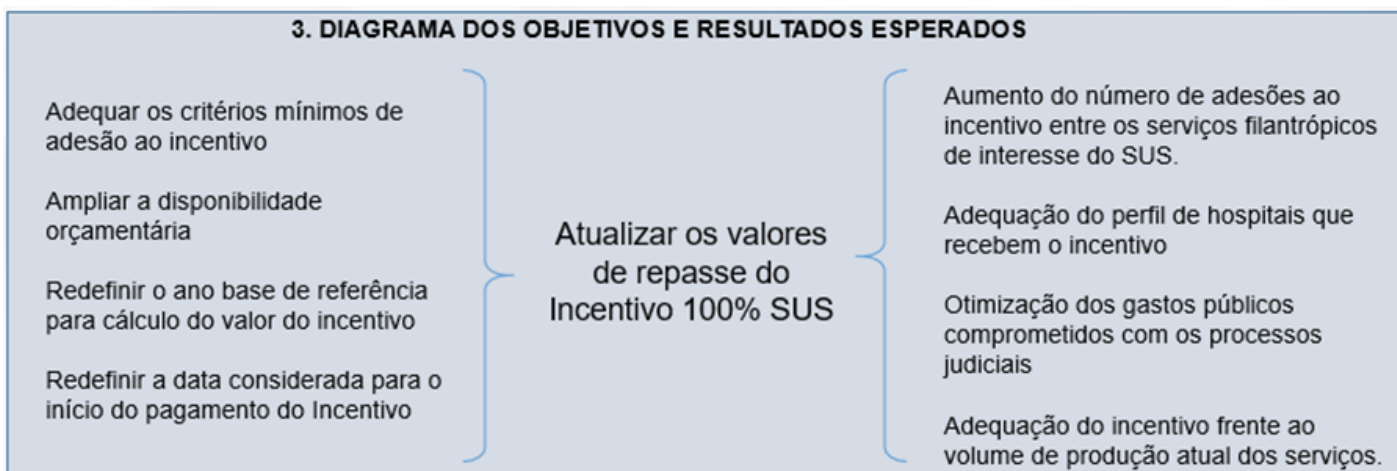 3. DIAGRAMA DOS OBJETIVOS E RESULTADOS ESPERADOS
Adequar os critérios mínimos de
adesão ao incentivo
Ampliar a disponibilidade
orçamentária
Redefinir o ano base de referência
para cálculo do valor do incentivo
Redefinir a data considerada para o
início do pagamento do Incentivo
Atualizar os valores
de repasse do
Incentivo 100% SUS
Aumento do número de adesões ao
incentivo entre os serviços filantrópicos
de interesse do SUS.
Adequação do perfil de hospitais que
recebem o incentivo
Otimização dos gastos públicos
comprometidos com os processos
judiciais
Adequação do incentivo frente ao
volume de produção atual dos serviços.